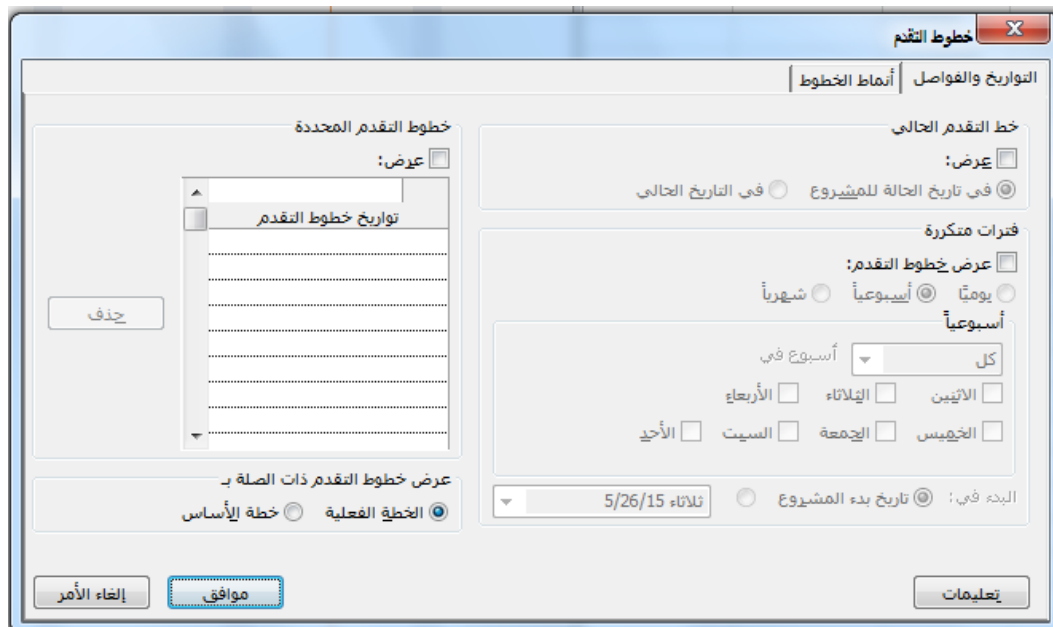 خطوط التقدم
التواريخ والفواصل
أنماط الخطوط
خط التقدم الحالي
عرض:
في تاريخ الحالة للمشروع
في التاريخ الحالي
فترات متكررة
عرض خطوط التقدم:
يوميًا
أسبوعياً
شهرياً
أسبوعياً
كل
أسبوع في
الاثنين
الثلاثاء
الأربعاء
الخميس
الجمعة
السبت
الأحد
البدء في:
تاريخ بدء المشروع
ثلاثاء 5/26/15
خطوط التقدم المحددة
عرض:
تواريخ خطوط التقدم
حذف
عرض خطوط التقدم ذات الصلة بـ
الخطة الفعلية
خطة الأساس
تعليمات
موافق
إلغاء الأمر